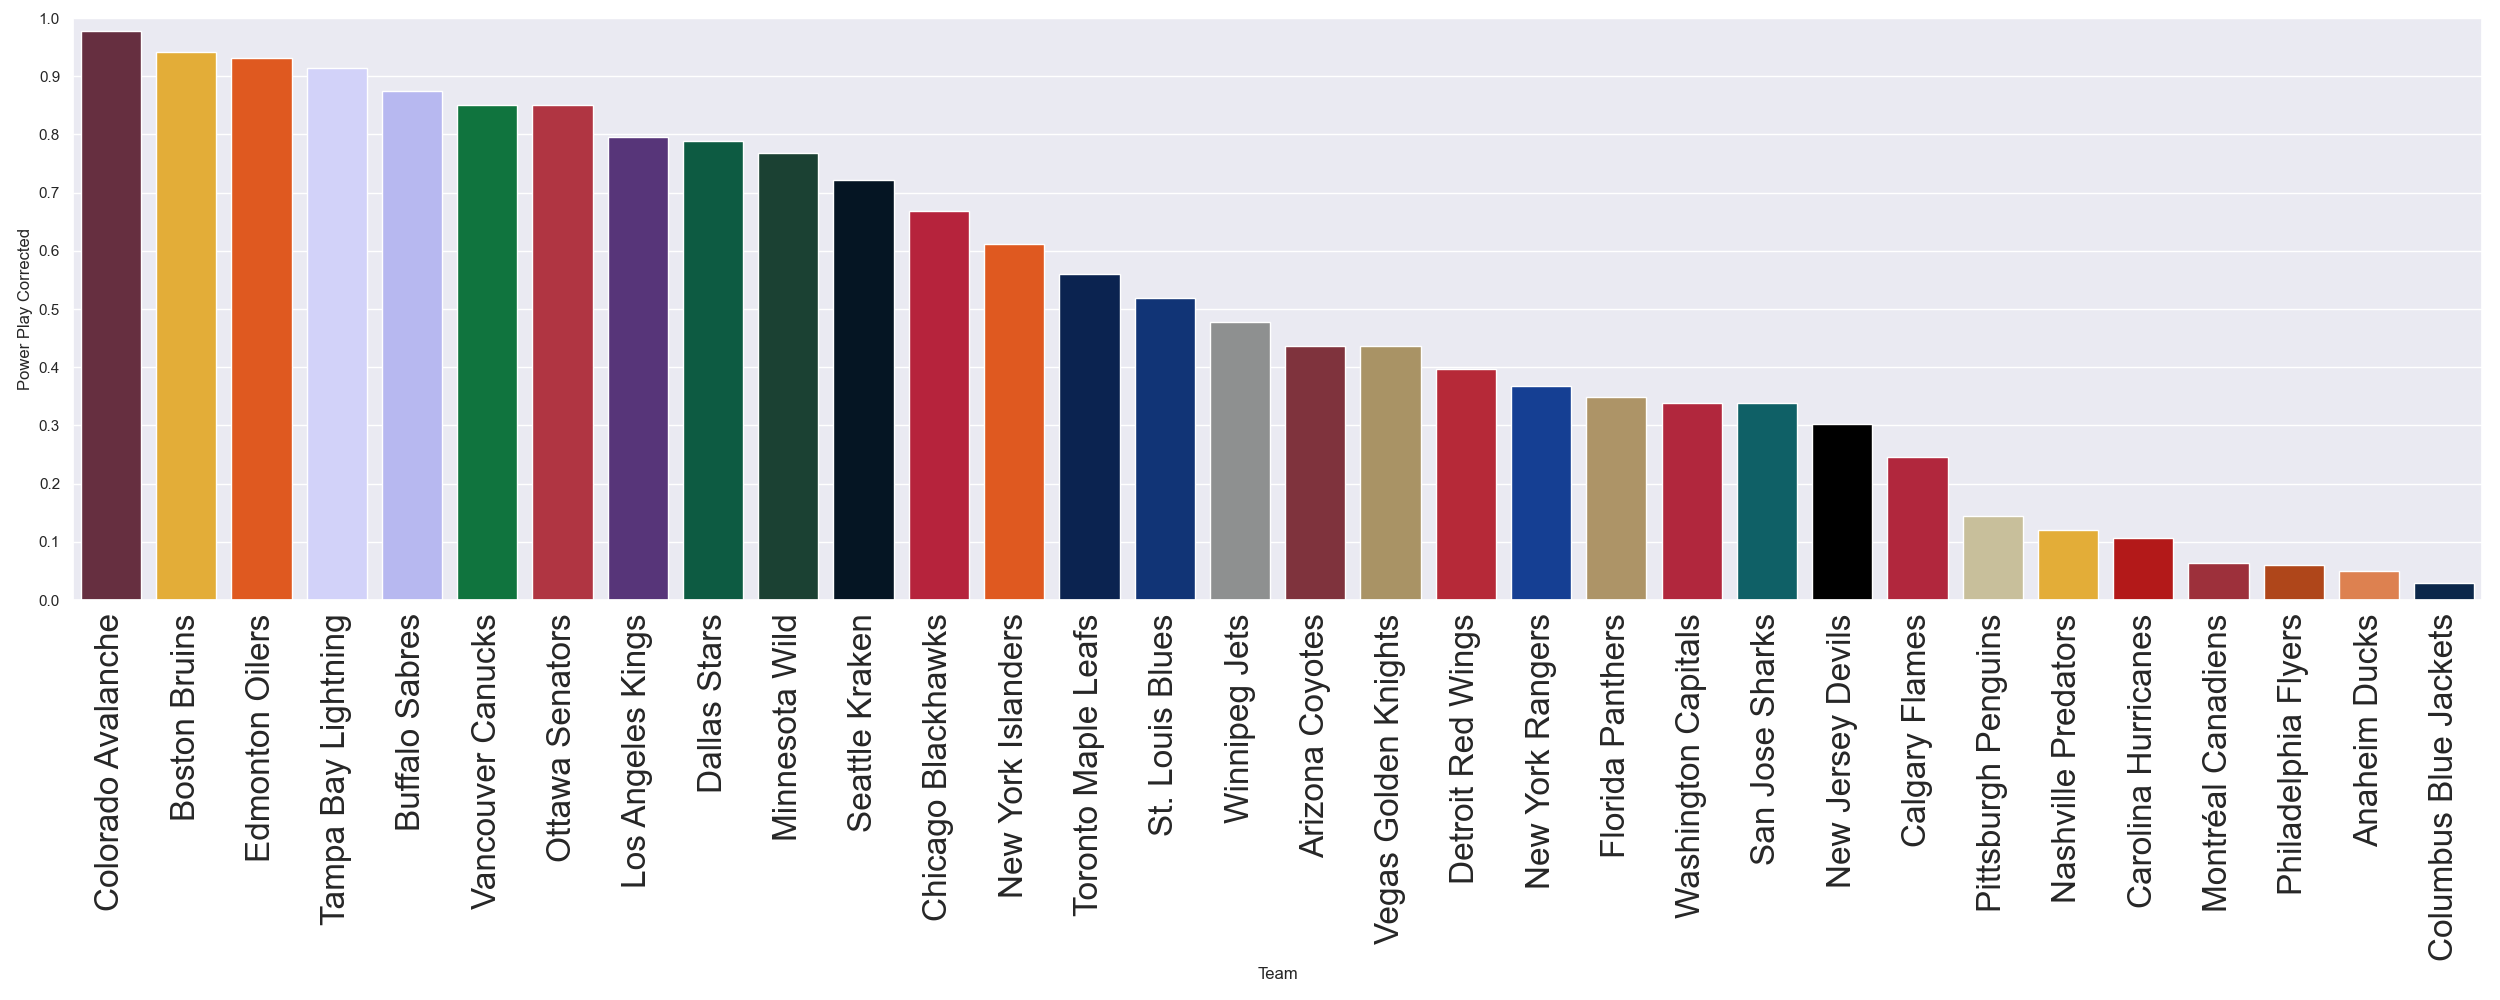 1.0
0.9
0.8
0.7
0.6
0.5
0.4
0.3
0.2
0.1
0.0
Power Play Corrected
Colorado Avalanche
Boston Bruins
Edmonton Oilers
Tampa Bay Lightning
Buffalo Sabres
Vancouver Canucks
Ottawa Senators
Los Angeles Kings
Dallas Stars
Minnesota Wild
Seattle Kraken
Chicago Blackhawks
New York Islanders
Toronto Maple Leafs
St. Louis Blues
Winnipeg Jets
Arizona Coyotes
Vegas Golden Knights
Detroit Red Wings
New York Rangers
Florida Panthers
Washington Capitals
San Jose Sharks
New Jersey Devils
Calgary Flames
Pittsburgh Penguins
Nashville Predators
Carolina Hurricanes
Montréal Canadiens
Philadelphia Flyers
Anaheim Ducks
Columbus Blue Jackets
Team